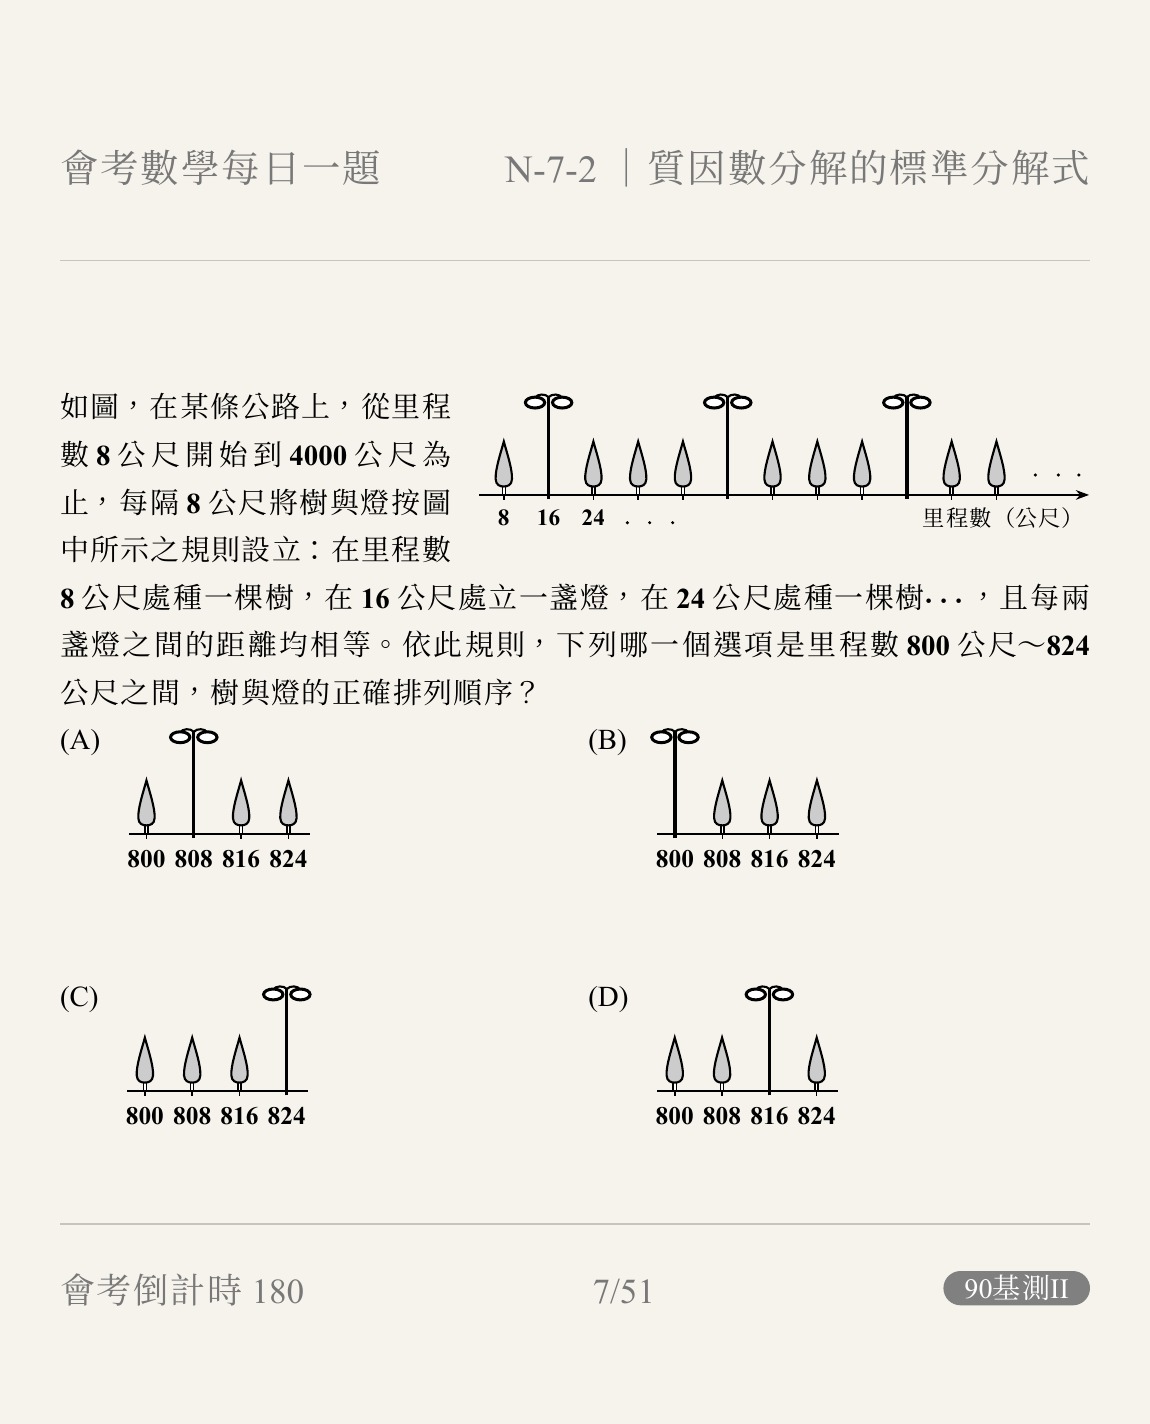 會考數學每日一題
N-7-2 | 質因數分解的標準分解式
如圖，在某條公路上，從里程
數 8 公尺開始到 4000 公尺為
止，每隔 8 公尺將樹與燈按圖
中所示之規則設立：在里程數
8 16 24 . . .
里程數（公尺）
. . .
8 公尺處種一棵樹，在 16 公尺處立一盞燈，在 24 公尺處種一棵樹···，且每兩
盞燈之間的距離均相等。依此規則，下列哪一個選項是里程數 800 公尺～824
公尺之間，樹與燈的正確排列順序？
(A)
800 808 816 824
(B)
800 808 816 824
(C)
800 808 816 824
(D)
800 808 816 824
會考倒計時 180
7/51
90基測II